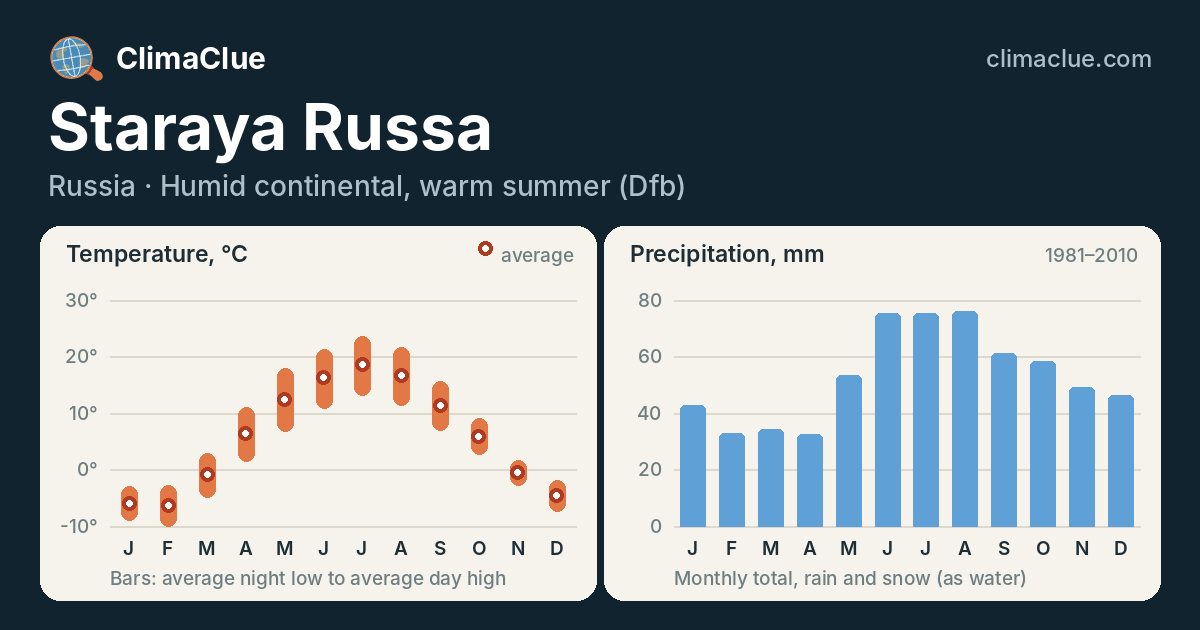 ClimaClue
climaclue.com
Staraya Russa
Russia · Humid continental, warm summer (Dfb)
Temperature, °C
average
30°
20°
10°
0°
-10°
J F M A M J J A S O N D
Bars: average night low to average day high
Precipitation, mm
1981–2010
80
60
40
20
0
J F M A M J J A S O N D
Monthly total, rain and snow (as water)